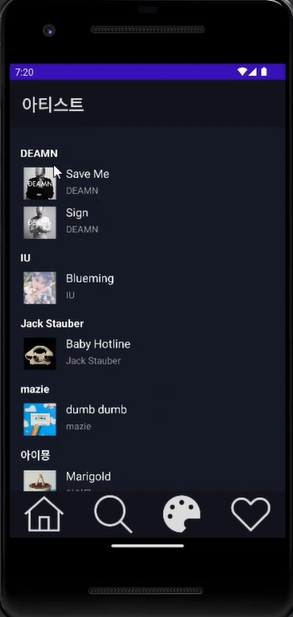 7:20
아티스트
DEAMN
Save Me
DEAMN
Sign
DEAMN
IU
Blueming
IU
Jack Stauber
Baby Hotline
Jack Stauber
mazie
dumb dumb
mazie
아이묭
Marigold